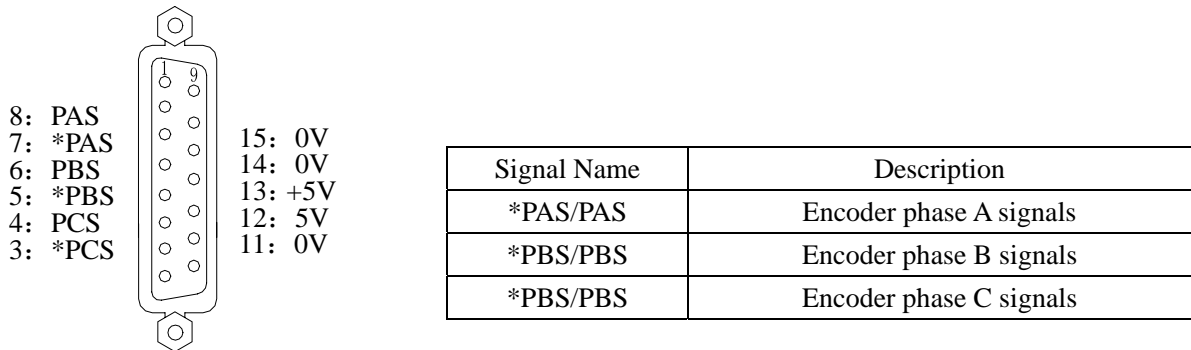 1 9
8：PAS
7：*PAS
6：PBS
5：*PBS
4：PCS
3：*PCS
15：0V
14：0V
13：+5V
12：5V
11：0V
Signal Name Description
*PAS/PAS Encoder phase A signals
*PBS/PBS Encoder phase B signals
*PBS/PBS Encoder phase C signals